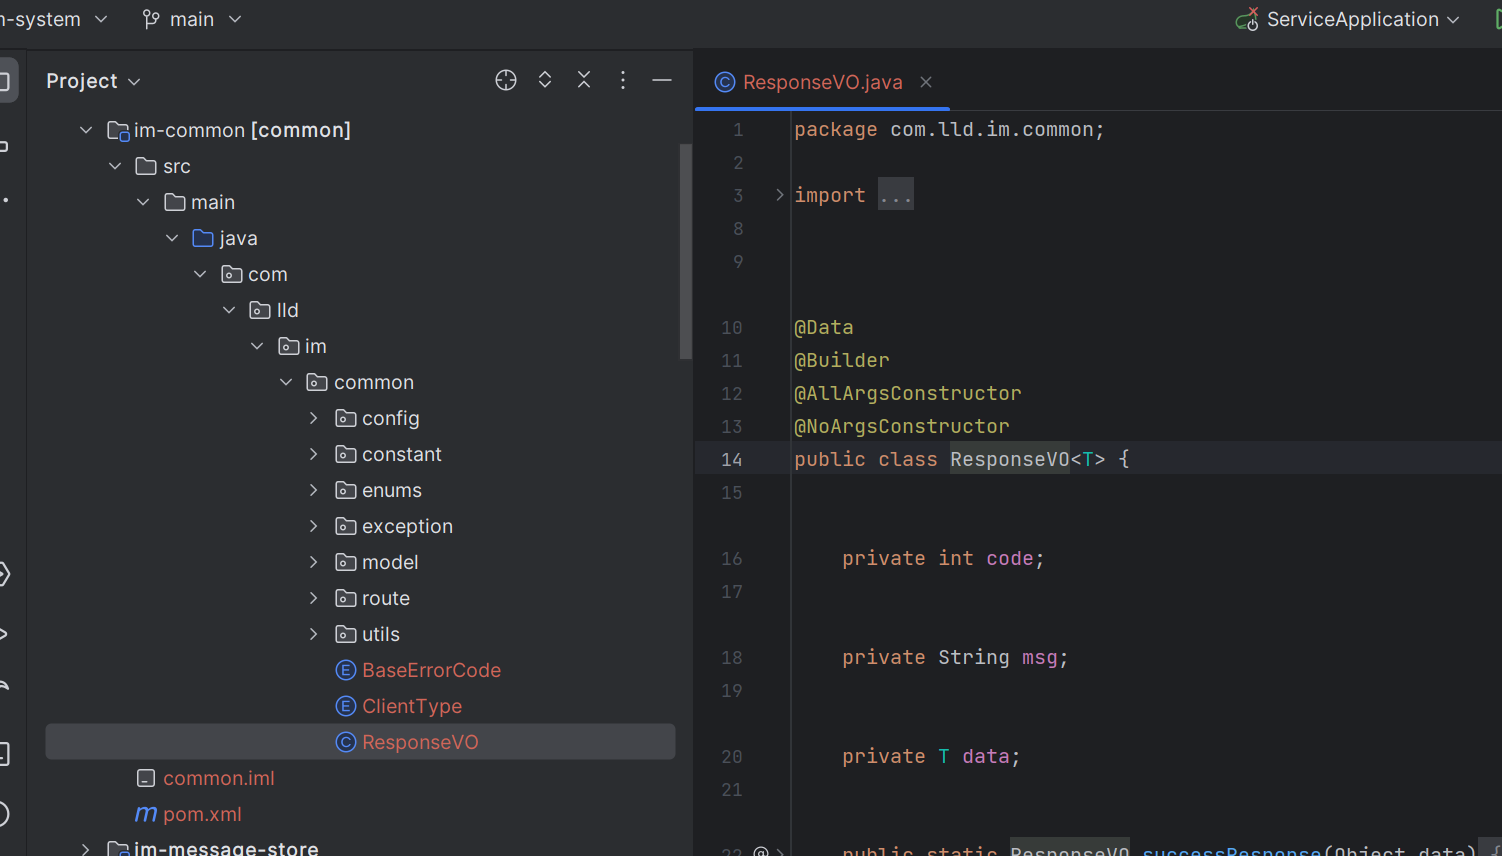 n-system main ServiceApplication
Project
ResponseVO.java
im-common [common]
src
main
java
com
lld
im
common
config
constant
enums
exception
model
route
utils
E BaseErrorCode
E ClientType
C ResponseVO
common.iml
m pom.xml
im-message-store
1 package com.lld.im.common;
2
3 import ...
8
9
10 @Data
11 @Builder
12 @AllArgsConstructor
13 @NoArgsConstructor
14 public class ResponseVO<T> {
15
16 private int code;
17
18 private String msg;
19
20 private T data;
21
22 public static ResponseVO successResponse(Object data) {